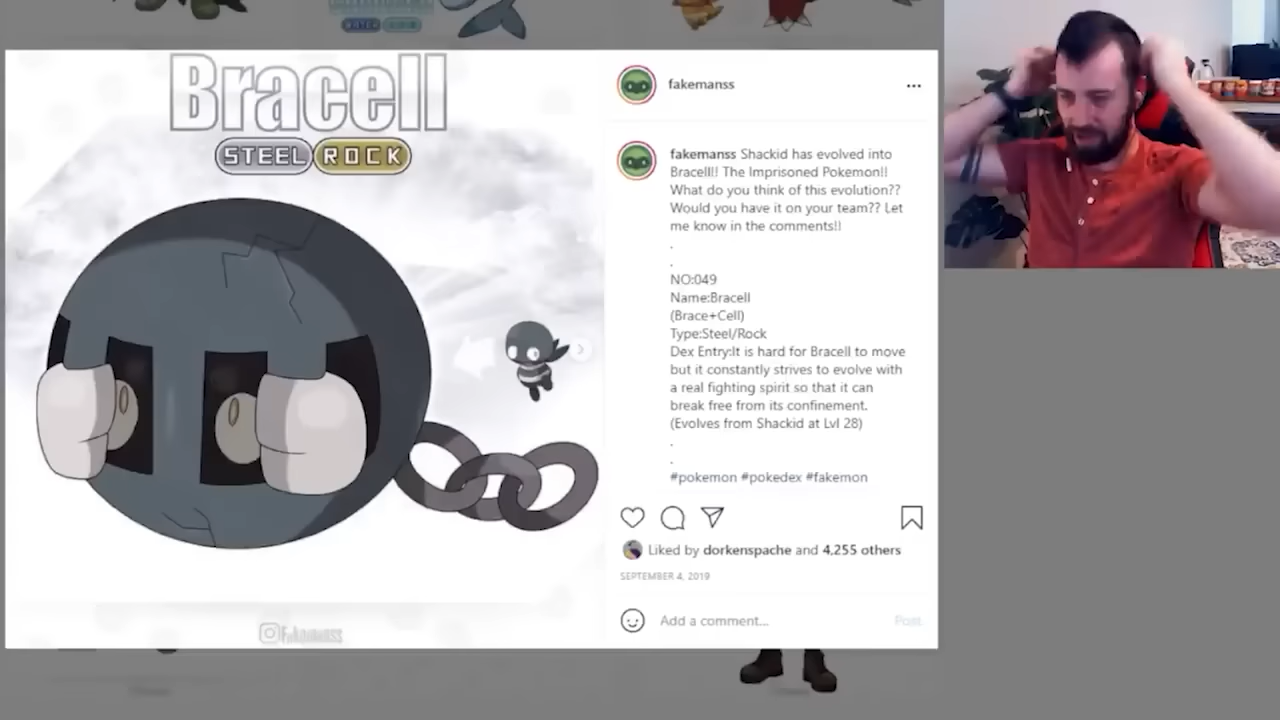 Bracell
STEEL ROCK
fakemanss
fakemanss Shackid has evolved into
Bracell!! The Imprisoned Pokemon!!
What do you think of this evolution??
Would you have it on your team?? Let
me know in the comments!!
.
.
NO:049
Name:Bracell
(Brace+Cell)
Type:Steel/Rock
Dex Entry:It is hard for Bracell to move
but it constantly strives to evolve with
a real fighting spirit so that it can
break free from its confinement.
(Evolves from Shackid at Lvl 28)
.
.
#pokemon #pokedex #fakemon
Liked by dorkenspache and 4,255 others
SEPTEMBER 4, 2019
Add a comment... Post
Fakemanss